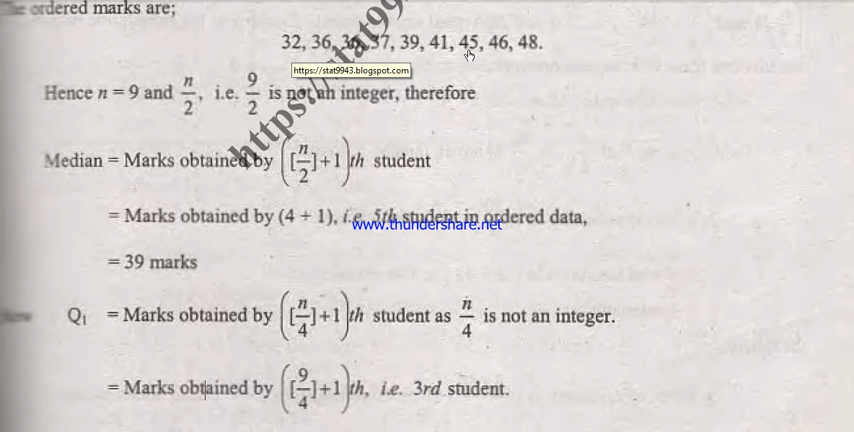 ordered marks are;
32, 36, 36, 37, 39, 41, 45, 46, 48.
https://stat9943.blogspot.com
Hence n = 9 and n/2, i.e. 9/2 is not an integer, therefore
https://stat99
Median = Marks obtained by ([n/2]+1)th student
= Marks obtained by (4 + 1), i.e. 5th student in ordered data,
www.thundershare.net
= 39 marks
Q₁ = Marks obtained by ([n/4]+1)th student as n/4 is not an integer.
= Marks obtained by ([9/4]+1)th, i.e. 3rd student.